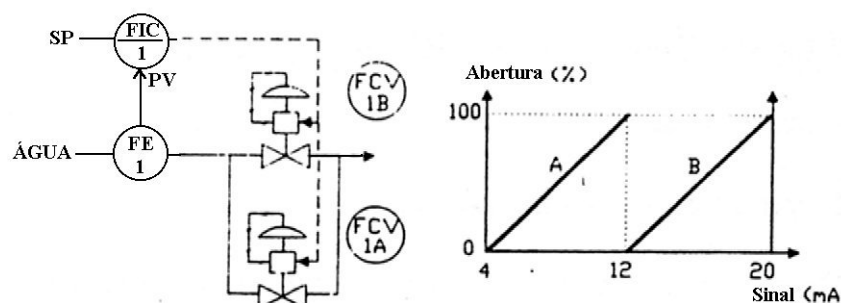 SP
FIC
1
PV
ÁGUA
FE
1
FCV
1B
FCV
1A
Abertura (%)
100
A
B
0
4
12
20
Sinal (mA